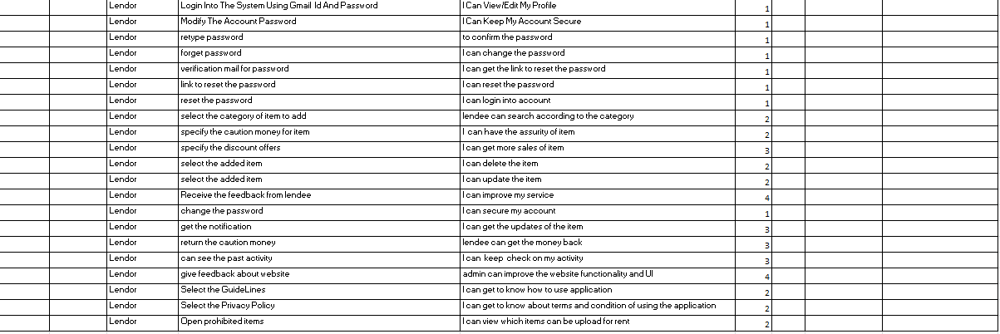 Lendor Login Into The System Using Gmail Id And Password I Can View/Edit My Profile 1
Lendor Modify The Account Password I Can Keep My Account Secure 1
Lendor retype password to confirm the password 1
Lendor forget password I can change the password 1
Lendor verification mail for password I can get the link to reset the password 1
Lendor link to reset the password I can reset the password 1
Lendor reset the password I can login into account 1
Lendor select the category of item to add lendee can search according to the category 2
Lendor specify the caution money for item I can have the assurity of item 2
Lendor specify the discount offers I can get more sales of item 3
Lendor select the added item I can delete the item 2
Lendor select the added item I can update the item 2
Lendor Receive the feedback from lendee I can improve my service 4
Lendor change the password I can secure my account 1
Lendor get the notification I can get the updates of the item 3
Lendor return the caution money lendee can get the money back 3
Lendor can see the past activity I can keep check on my activity 3
Lendor give feedback about website admin can improve the website functionality and UI 4
Lendor Select the GuideLines I can get to know how to use application 2
Lendor Select the Privacy Policy I can get to know about terms and condition of using the application 2
Lendor Open prohibited items I can view which items can be upload for rent 2